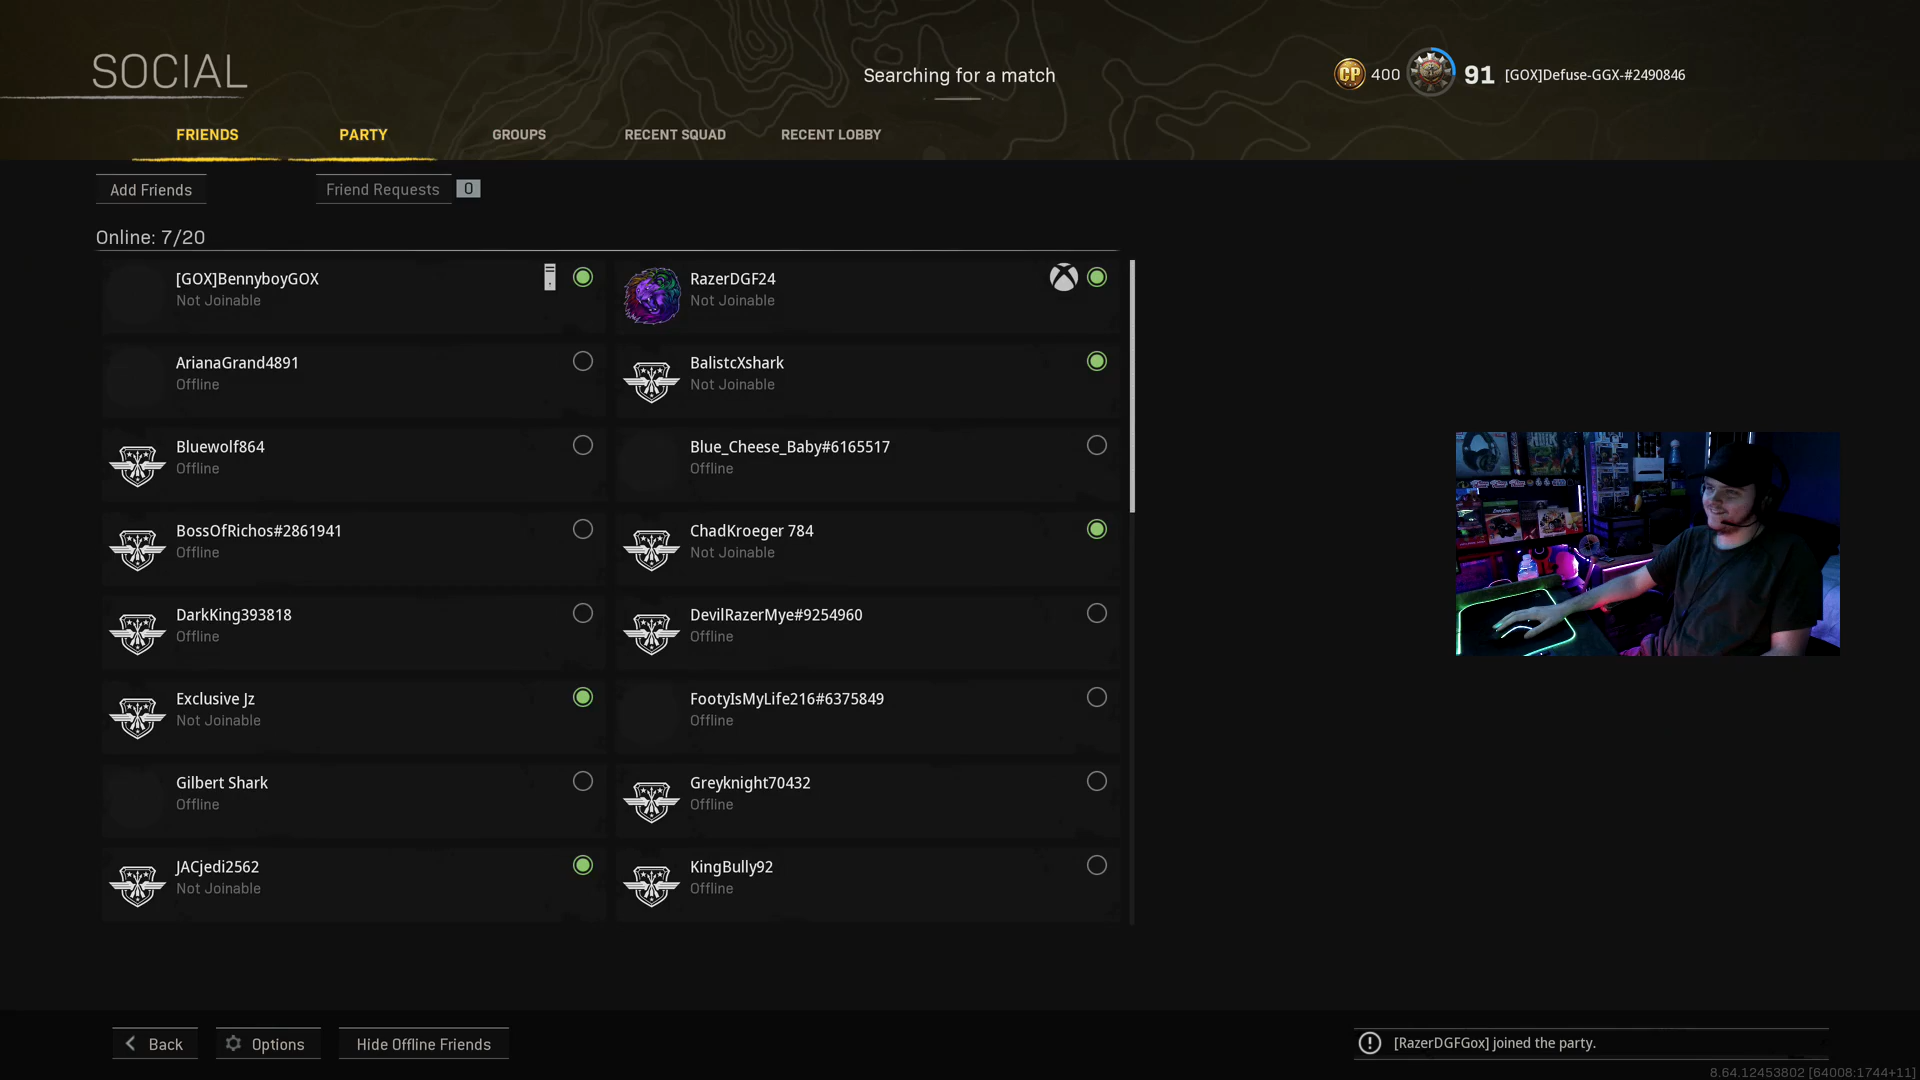 SOCIAL
Searching for a match
CP 400
91 [GOX]Defuse-GGX-#2490846
FRIENDS PARTY GROUPS RECENT SQUAD RECENT LOBBY
Add Friends
Friend Requests 0
Online: 7/20
[GOX]BennyboyGOX
Not Joinable
RazerDGF24
Not Joinable
ArianaGrand4891
Offline
BalistcXshark
Not Joinable
Bluewolf864
Offline
Blue_Cheese_Baby#6165517
Offline
BossOfRichos#2861941
Offline
ChadKroeger 784
Not Joinable
DarkKing393818
Offline
DevilRazerMye#9254960
Offline
Exclusive Jz
Not Joinable
FootyIsMyLife216#6375849
Offline
Gilbert Shark
Offline
Greyknight70432
Offline
JACjedi2562
Not Joinable
KingBully92
Offline
Back
Options
Hide Offline Friends
[RazerDGFGox] joined the party.
8.64.12453802 [64008:1744+11]